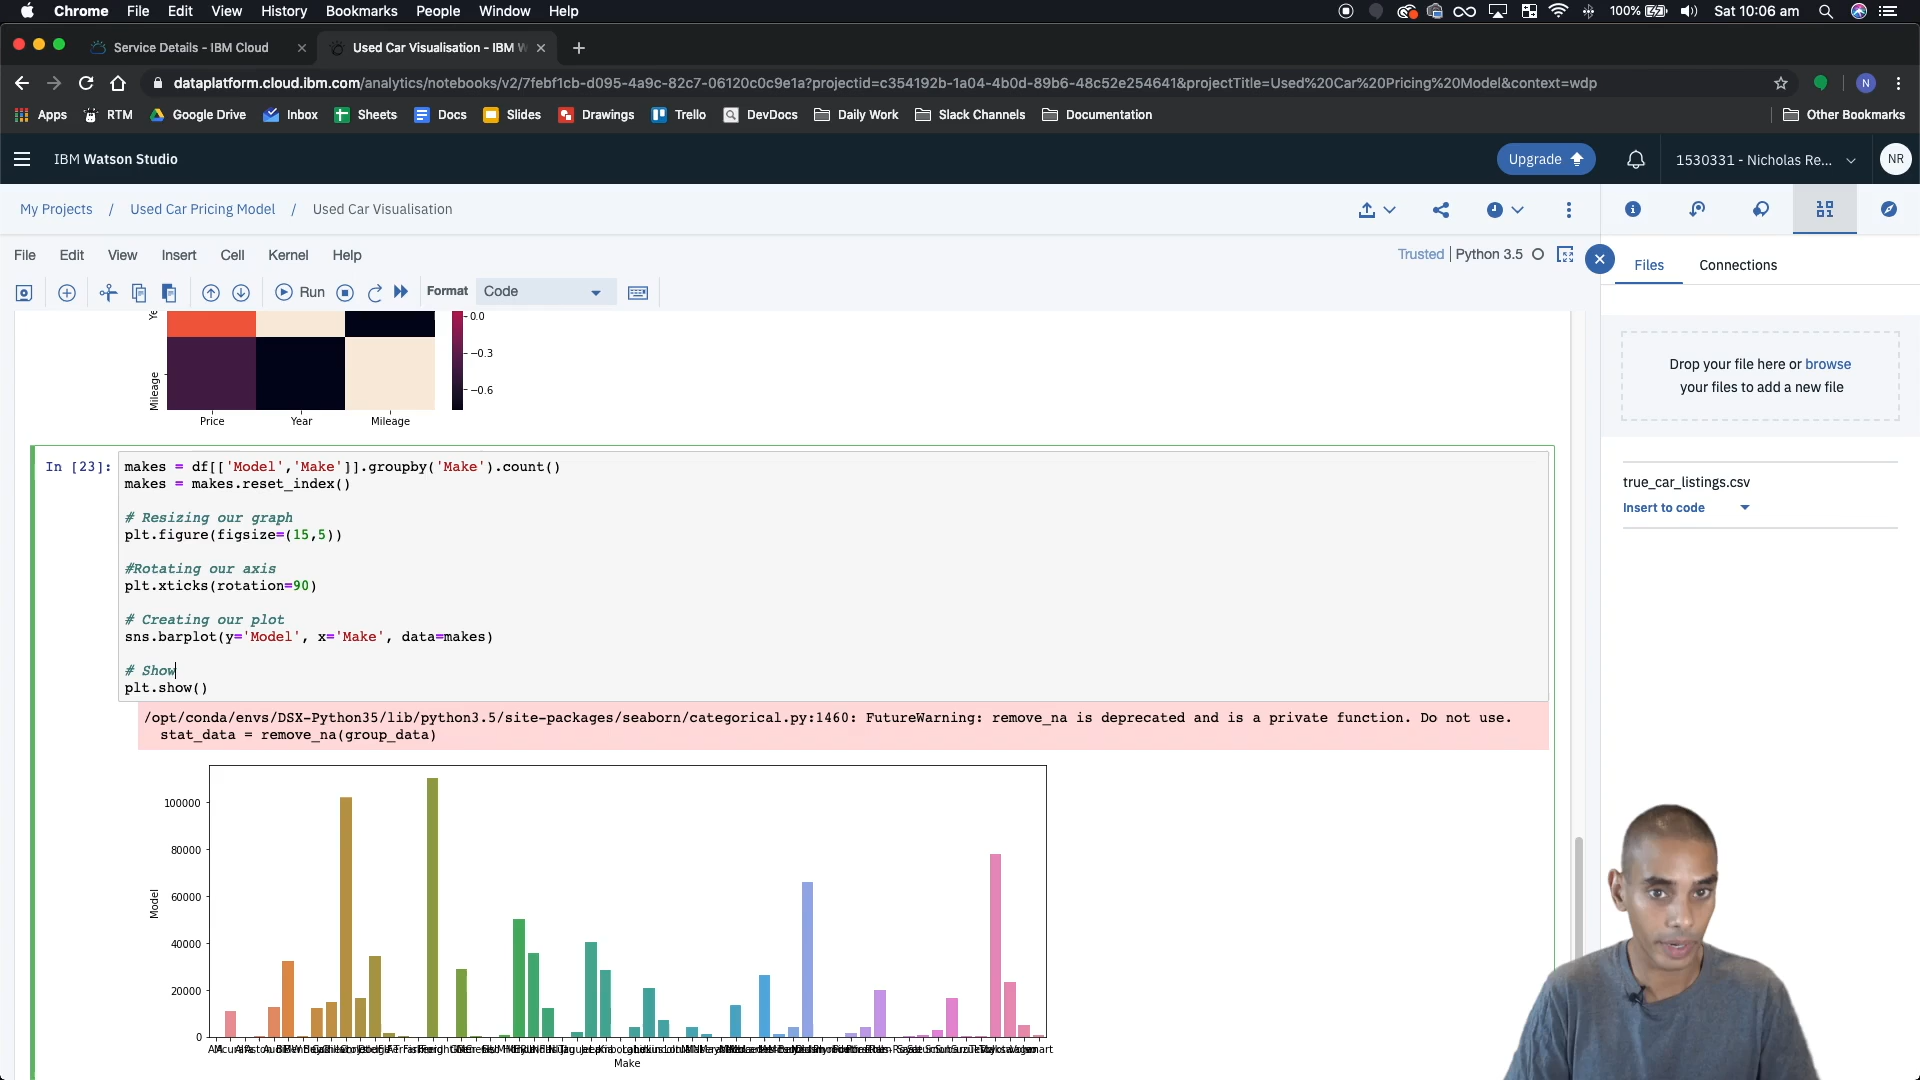 Chrome File Edit View History Bookmarks People Window Help
100% Sat 10:06 am
Service Details - IBM Cloud
Used Car Visualisation - IBM W
dataplatform.cloud.ibm.com/analytics/notebooks/v2/7febf1cb-d095-4a9c-82c7-06120c0c9e1a?projectid=c354192b-1a04-4b0d-89b6-48c52e254641&projectTitle=Used%20Car%20Pricing%20Model&context=wdp
N
Apps RTM Google Drive Inbox Sheets Docs Slides Drawings Trello DevDocs Daily Work Slack Channels Documentation Other Bookmarks
IBM Watson Studio
Upgrade
1530331 - Nicholas Re...
NR
My Projects / Used Car Pricing Model / Used Car Visualisation
File Edit View Insert Cell Kernel Help
Trusted | Python 3.5
Run
Format
Code
Files Connections
Drop your file here or browse
your files to add a new file
true_car_listings.csv
Insert to code
Ye
Mileage
Price Year Mileage
0.0
−0.3
−0.6
In [23]:
makes = df[['Model','Make']].groupby('Make').count()
makes = makes.reset_index()
# Resizing our graph
plt.figure(figsize=(15,5))
#Rotating our axis
plt.xticks(rotation=90)
# Creating our plot
sns.barplot(y='Model', x='Make', data=makes)
# Show
plt.show()
/opt/conda/envs/DSX-Python35/lib/python3.5/site-packages/seaborn/categorical.py:1460: FutureWarning: remove_na is deprecated and is a private function. Do not use.
stat_data = remove_na(group_data)
100000
80000
60000
40000
20000
0
Model
Make